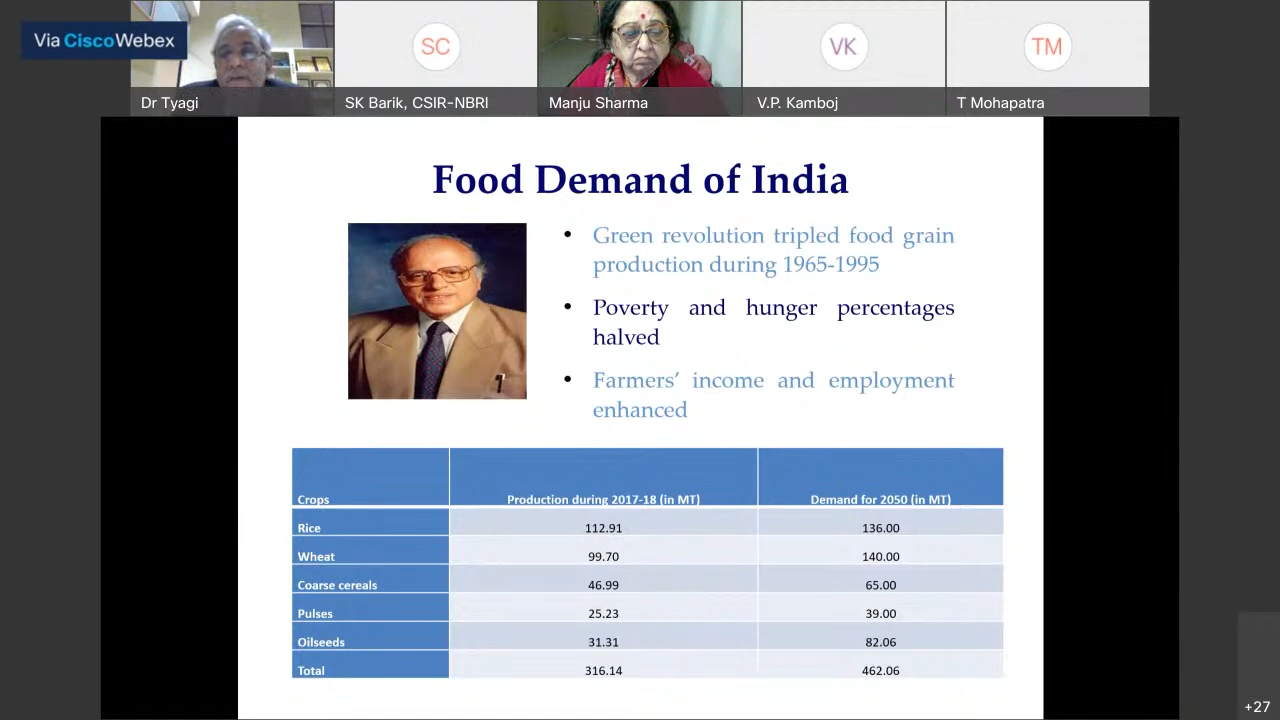 Via Cisco Webex
Dr Tyagi
SC
SK Barik, CSIR-NBRI
Manju Sharma
VK
V.P. Kamboj
TM
T Mohapatra
Food Demand of India
• Green revolution tripled food grain
production during 1965-1995
• Poverty and hunger percentages
halved
• Farmers’ income and employment
enhanced
Crops Production during 2017-18 (in MT) Demand for 2050 (in MT)
Rice 112.91 136.00
Wheat 99.70 140.00
Coarse cereals 46.99 65.00
Pulses 25.23 39.00
Oilseeds 31.31 82.06
Total 316.14 462.06
+27